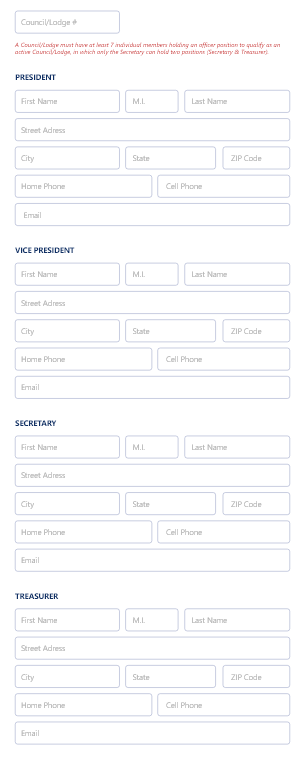 Council/Lodge #
A Council/Lodge must have at least 7 individual members holding an officer position to qualify as an
active Council/Lodge, in which only the Secretary can hold two positions (Secretary & Treasurer).
PRESIDENT
First Name M.I. Last Name
Street Adress
City State ZIP Code
Home Phone Cell Phone
Email
VICE PRESIDENT
First Name M.I. Last Name
Street Adress
City State ZIP Code
Home Phone Cell Phone
Email
SECRETARY
First Name M.I. Last Name
Street Adress
City State ZIP Code
Home Phone Cell Phone
Email
TREASURER
First Name M.I. Last Name
Street Adress
City State ZIP Code
Home Phone Cell Phone
Email